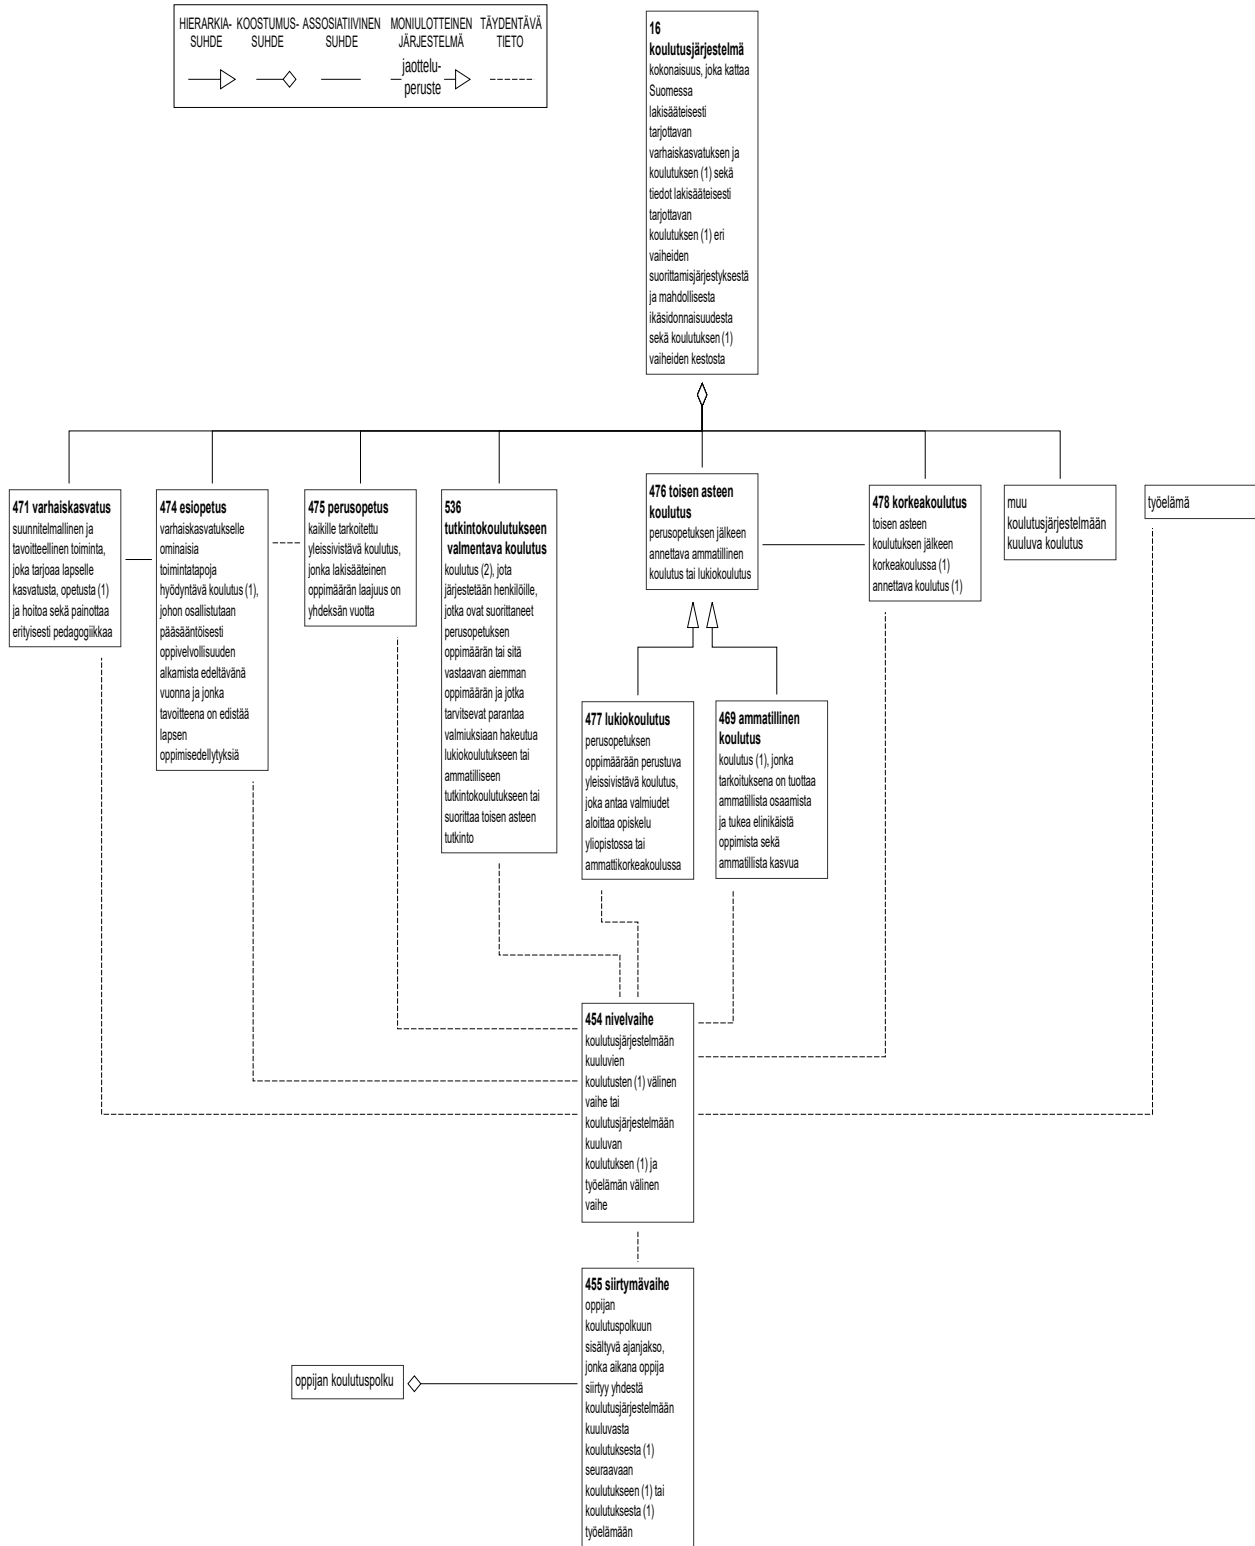 HIERARKIA-
SUHDE
KOOSTUMUS-
SUHDE
ASSOSIATIIVINEN
SUHDE
MONIULOTTEINEN
JÄRJESTELMÄ
TÄYDENTÄVÄ
TIETO
jaottelu-
peruste
16
koulutusjärjestelmä
kokonaisuus, joka kattaa
Suomessa
lakisääteisesti
tarjottavan
varhaiskasvatuksen ja
koulutuksen (1) sekä
tiedot lakisääteisesti
tarjottavan
koulutuksen (1) eri
vaiheiden
suorittamisjärjestyksestä
ja mahdollisesta
ikäsidonnaisuudesta
sekä koulutuksen (1)
vaiheiden kestosta
471 varhaiskasvatus
suunnitelmallinen ja
tavoitteellinen toiminta,
joka tarjoaa lapselle
kasvatusta, opetusta (1)
ja hoitoa sekä painottaa
erityisesti pedagogiikkaa
474 esiopetus
varhaiskasvatukselle
ominaisia
toimintatapoja
hyödyntävä koulutus (1),
johon osallistutaan
pääsääntöisesti
oppivelvollisuuden
alkamista edeltävänä
vuonna ja jonka
tavoitteena on edistää
lapsen
oppimisedellytyksiä
475 perusopetus
kaikille tarkoitettu
yleissivistävä koulutus,
jonka lakisääteinen
oppimäärän laajuus on
yhdeksän vuotta
536
tutkintokoulutukseen
valmentava koulutus
koulutus (2), jota
järjestetään henkilöille,
jotka ovat suorittaneet
perusopetuksen
oppimäärän tai sitä
vastaavan aiemman
oppimäärän ja jotka
tarvitsevat parantaa
valmiuksiaan hakeutua
lukiokoulutukseen tai
ammatilliseen
tutkintokoulutukseen tai
suorittaa toisen asteen
tutkinto
476 toisen asteen
koulutus
perusopetuksen jälkeen
annettava ammatillinen
koulutus tai lukiokoulutus
478 korkeakoulutus
toisen asteen
koulutuksen jälkeen
korkeakoulussa (1)
annettava koulutus (1)
muu
koulutusjärjestelmään
kuuluva koulutus
työelämä
477 lukiokoulutus
perusopetuksen
oppimäärään perustuva
yleissivistävä koulutus,
joka antaa valmiudet
aloittaa opiskelu
yliopistossa tai
ammattikorkeakoulussa
469 ammatillinen
koulutus
koulutus (1), jonka
tarkoituksena on tuottaa
ammatillista osaamista
ja tukea elinikäistä
oppimista sekä
ammatillista kasvua
454 nivelvaihe
koulutusjärjestelmään
kuuluvien
koulutusten (1) välinen
vaihe tai
koulutusjärjestelmään
kuuluvan
koulutuksen (1) ja
työelämän välinen
vaihe
455 siirtymävaihe
oppijan
koulutuspolkuun
sisältyvä ajanjakso,
jonka aikana oppija
siirtyy yhdestä
koulutusjärjestelmään
kuuluvasta
koulutuksesta (1)
seuraavaan
koulutukseen (1) tai
koulutuksesta (1)
työelämään
oppijan koulutuspolku